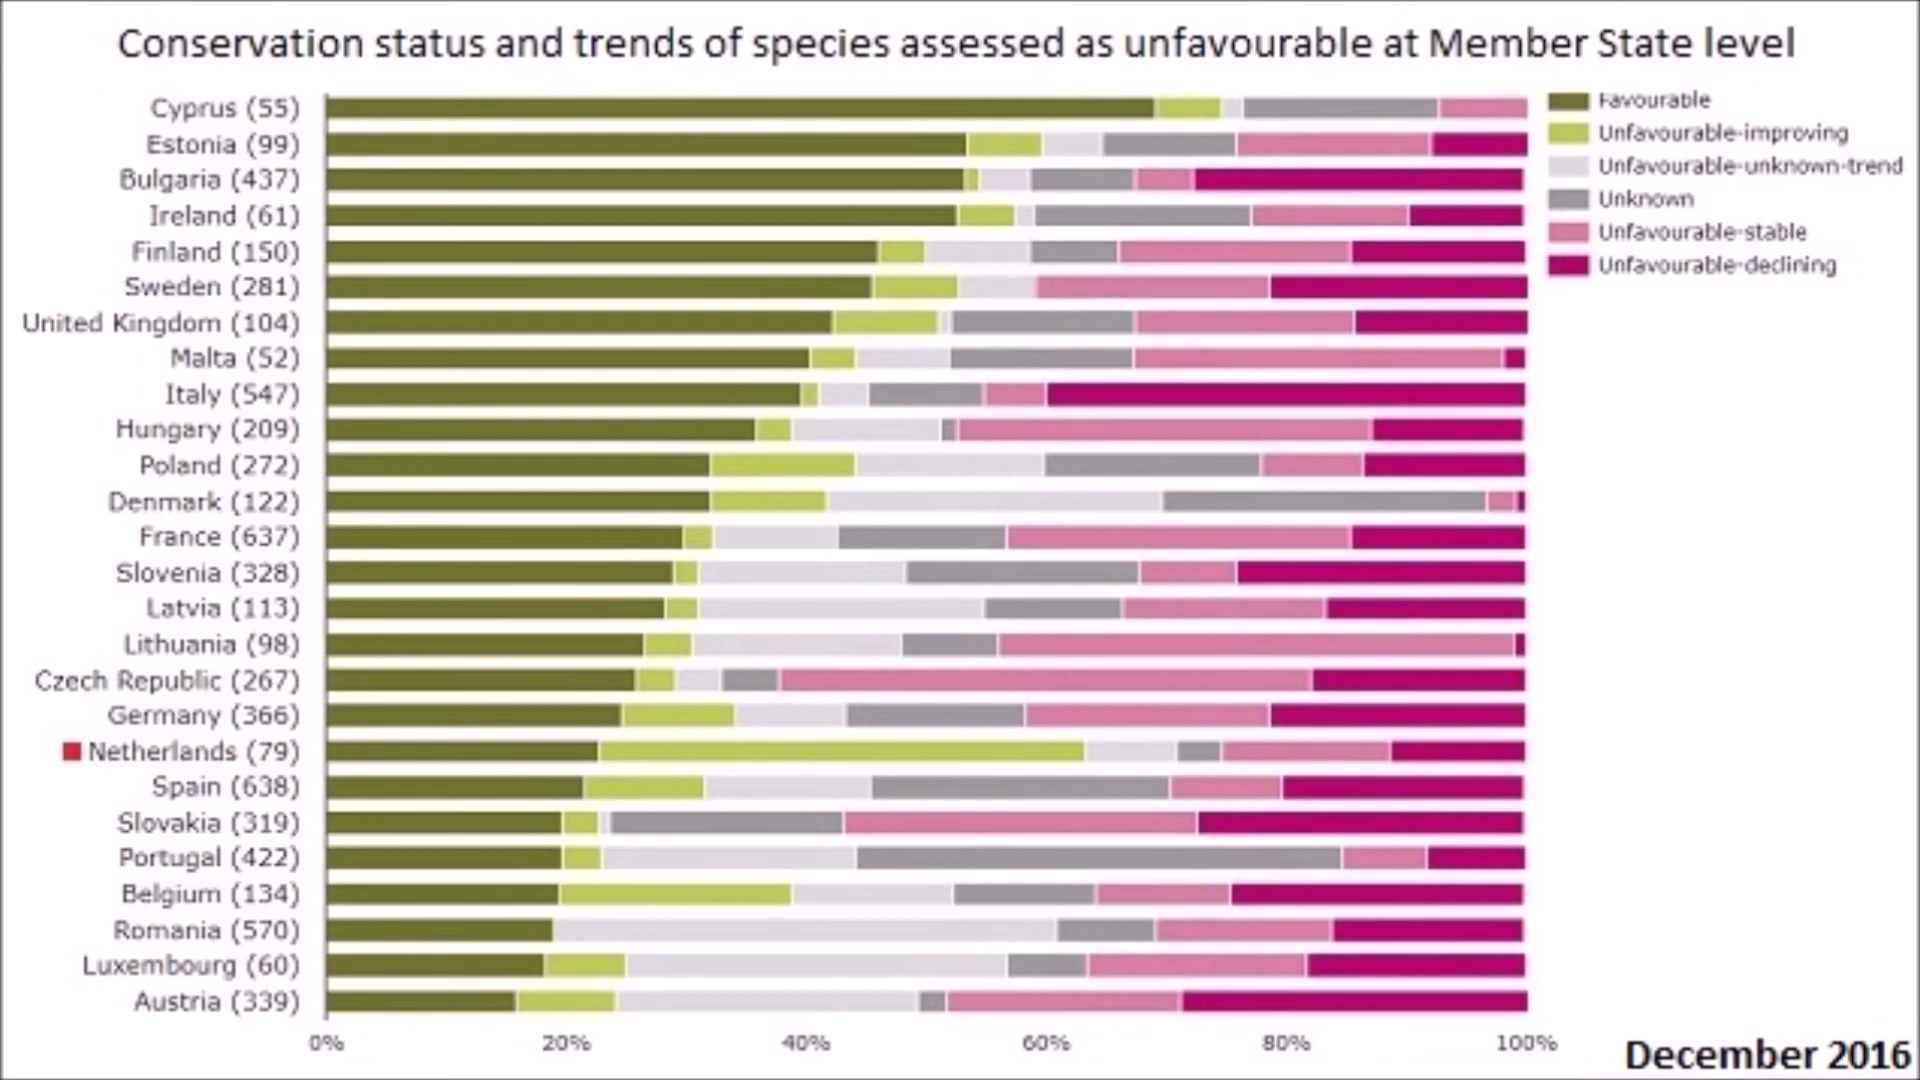 Conservation status and trends of species assessed as unfavourable at Member State level
Cyprus (55)
Estonia (99)
Bulgaria (437)
Ireland (61)
Finland (150)
Sweden (281)
United Kingdom (104)
Malta (52)
Italy (547)
Hungary (209)
Poland (272)
Denmark (122)
France (637)
Slovenia (328)
Latvia (113)
Lithuania (98)
Czech Republic (267)
Germany (366)
Netherlands (79)
Spain (638)
Slovakia (319)
Portugal (422)
Belgium (134)
Romania (570)
Luxembourg (60)
Austria (339)
0% 20% 40% 60% 80% 100%
Favourable
Unfavourable-improving
Unfavourable-unknown-trend
Unknown
Unfavourable-stable
Unfavourable-declining
December 2016